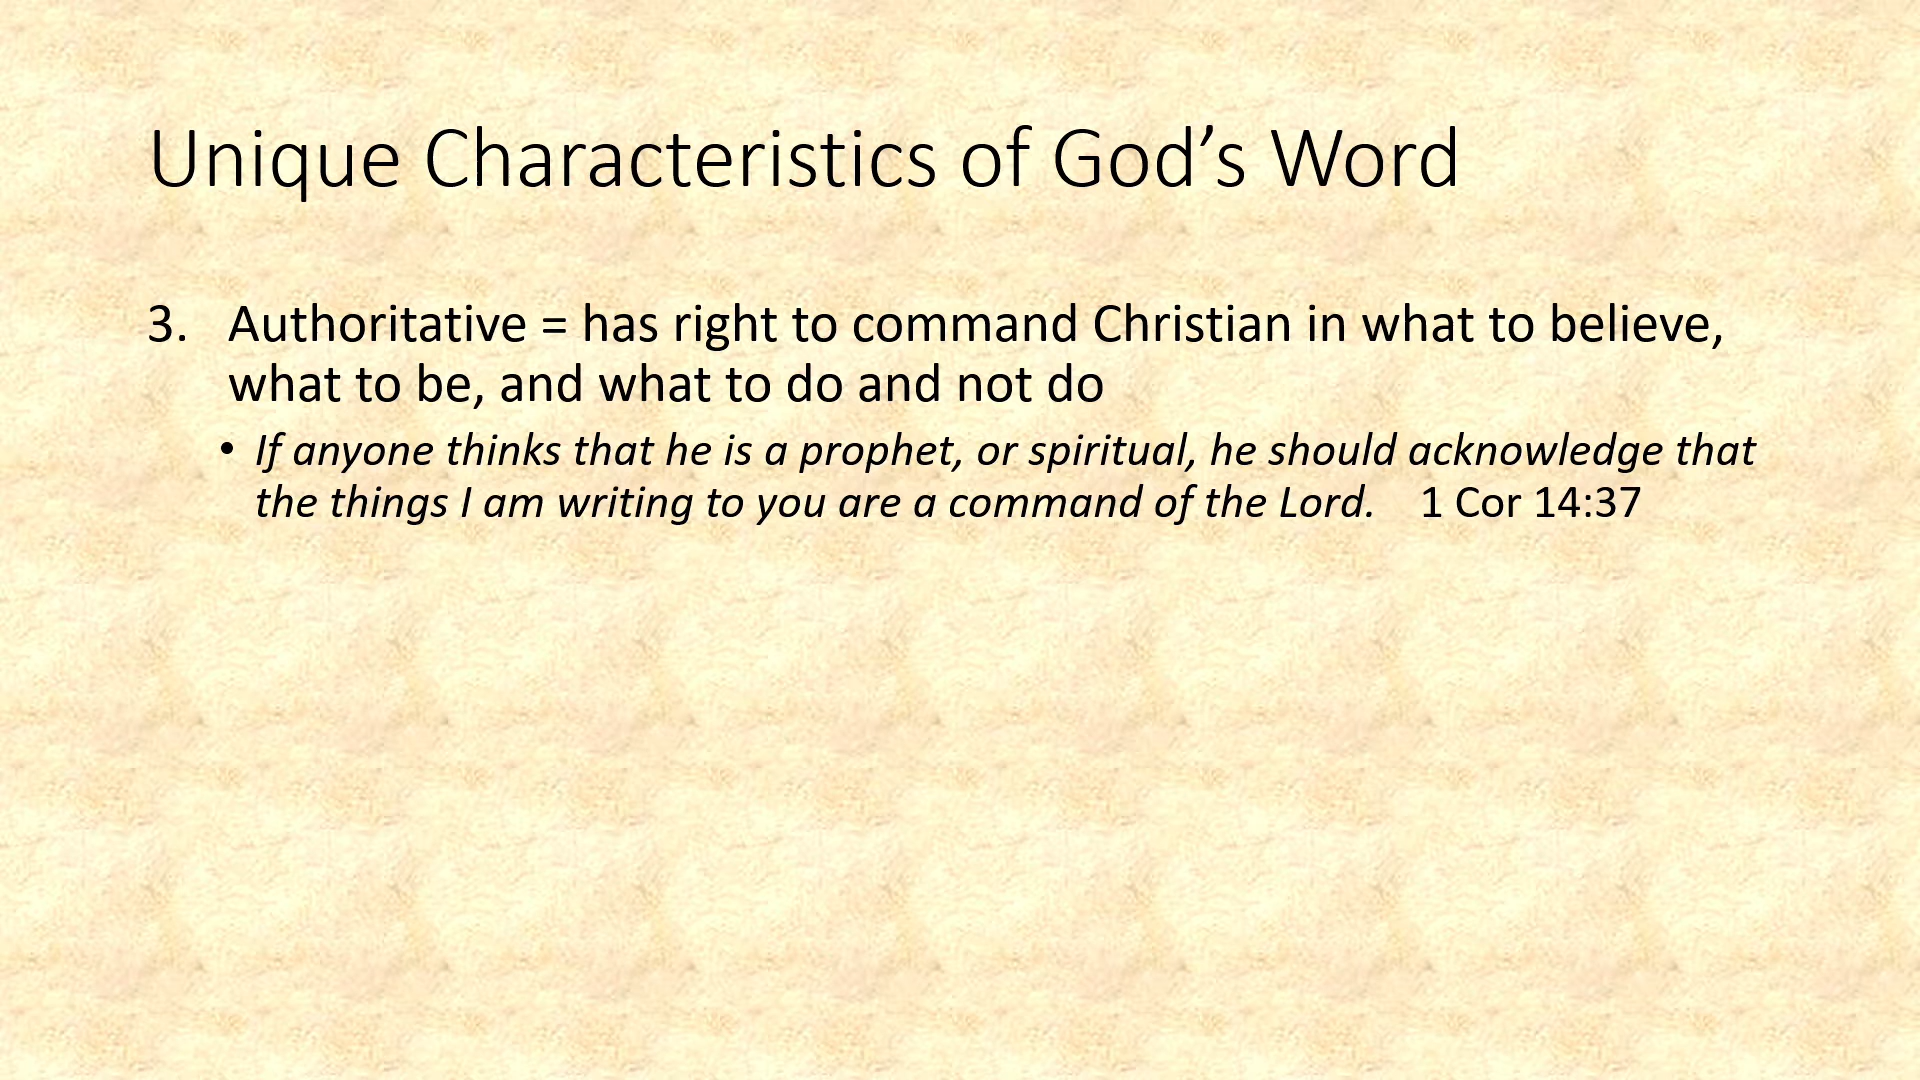 Unique Characteristics of God’s Word
3. Authoritative = has right to command Christian in what to believe,
what to be, and what to do and not do
• If anyone thinks that he is a prophet, or spiritual, he should acknowledge that
the things I am writing to you are a command of the Lord. 1 Cor 14:37